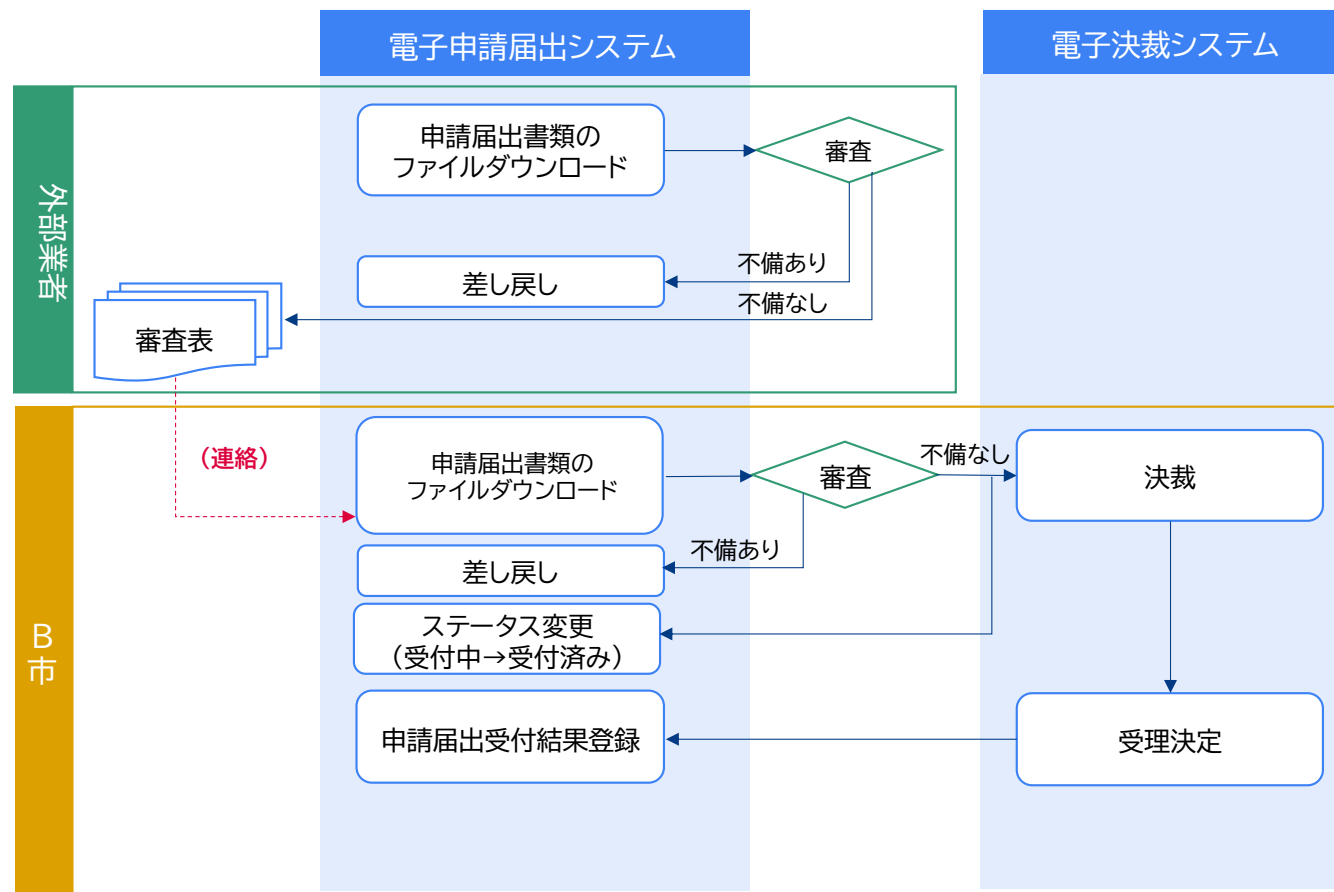 電子申請届出システム
電子決裁システム
外部業者
申請届出書類の
ファイルダウンロード
審査
不備あり
差し戻し
不備なし
審査表
B市
（連絡）
申請届出書類の
ファイルダウンロード
審査
不備なし
決裁
不備あり
差し戻し
ステータス変更
（受付中→受付済み）
申請届出受付結果登録
受理決定